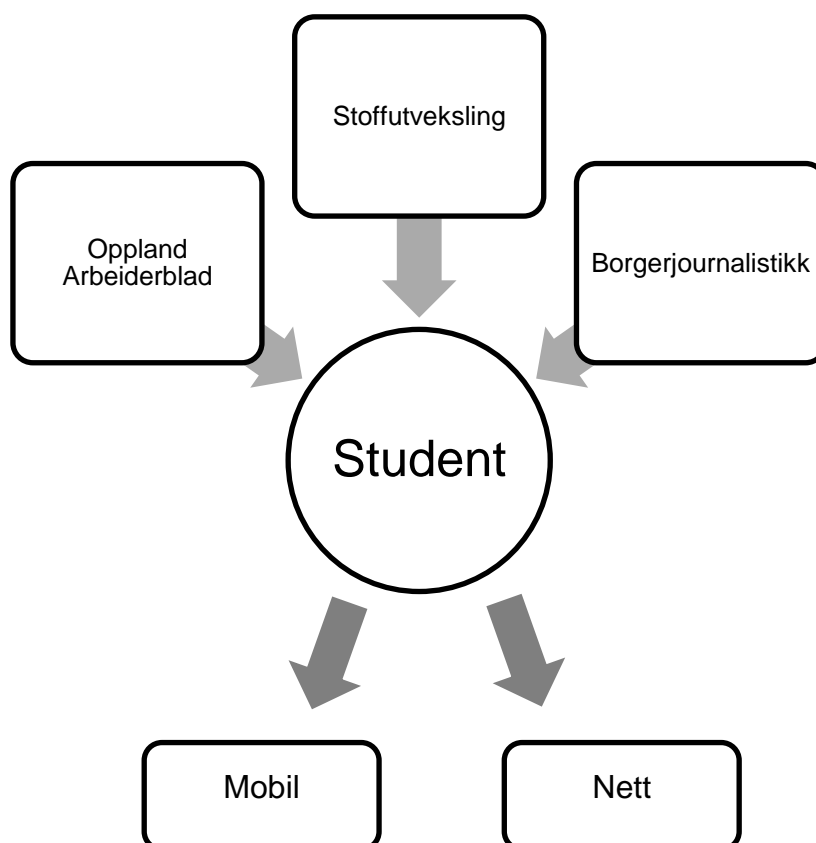 Stoffutveksling
Oppland
Arbeiderblad
Borgerjournalistikk
Student
Mobil
Nett